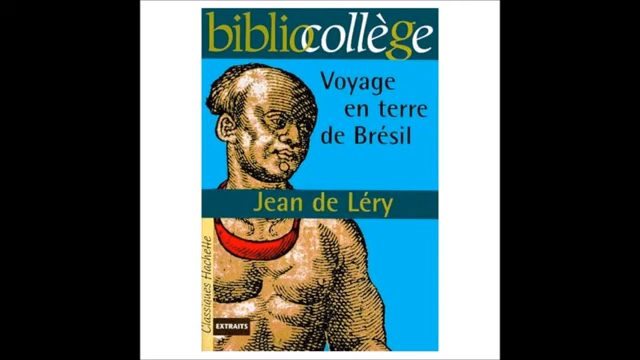 bibliocollège
Voyage
en terre
de Brésil
Jean de Léry
Classiques Hachette
EXTRAITS